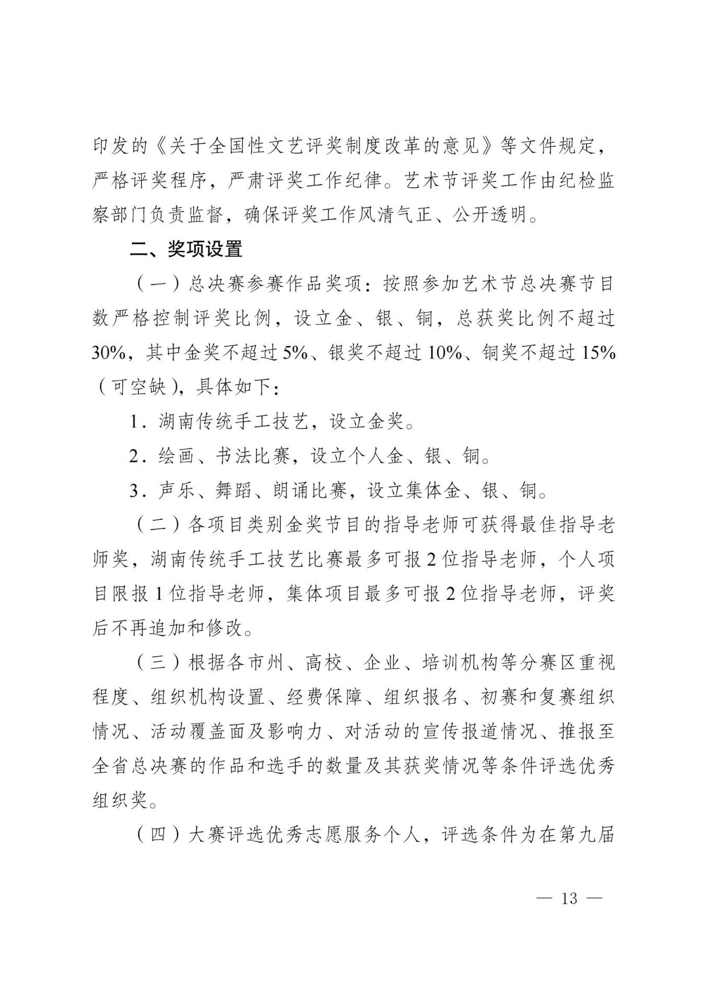 印发的《关于全国性文艺评奖制度改革的意见》等文件规定，
严格评奖程序，严肃评奖工作纪律。艺术节评奖工作由纪检监
察部门负责监督，确保评奖工作风清气正、公开透明。
二、奖项设置
（一）总决赛参赛作品奖项：按照参加艺术节总决赛节目
数严格控制评奖比例，设立金、银、铜，总获奖比例不超过
30%，其中金奖不超过 5%、银奖不超过 10%、铜奖不超过 15%
（可空缺），具体如下：
1．湖南传统手工技艺，设立金奖。
2．绘画、书法比赛，设立个人金、银、铜。
3．声乐、舞蹈、朗诵比赛，设立集体金、银、铜。
（二）各项目类别金奖节目的指导老师可获得最佳指导老
师奖，湖南传统手工技艺比赛最多可报 2 位指导老师，个人项
目限报 1 位指导老师，集体项目最多可报 2 位指导老师，评奖
后不再追加和修改。
（三）根据各市州、高校、企业、培训机构等分赛区重视
程度、组织机构设置、经费保障、组织报名、初赛和复赛组织
情况、活动覆盖面及影响力、对活动的宣传报道情况、推报至
全省总决赛的作品和选手的数量及其获奖情况等条件评选优秀
组织奖。
（四）大赛评选优秀志愿服务个人，评选条件为在第九届
— 13 —